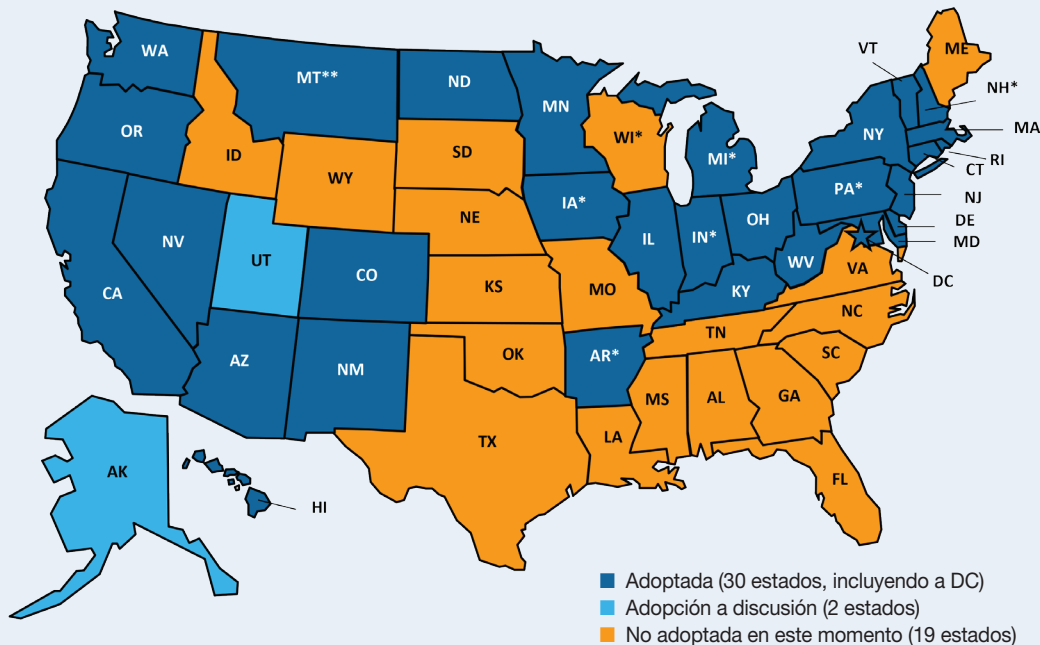 WA
MT**
ND
MN
VT
ME
NH*
MA
RI
CT
NY
OR
ID
SD
WI*
MI*
WY
PA*
NJ
NE
IA*
DE
MD
NV
OH
IL
IN*
UT
CO
WV
VA
DC
CA
KS
MO
KY
NC
TN
OK
AR*
SC
AZ
NM
MS
AL
GA
TX
LA
AK
FL
HI
Adoptada (30 estados, incluyendo a DC)
Adopción a discusión (2 estados)
No adoptada en este momento (19 estados)